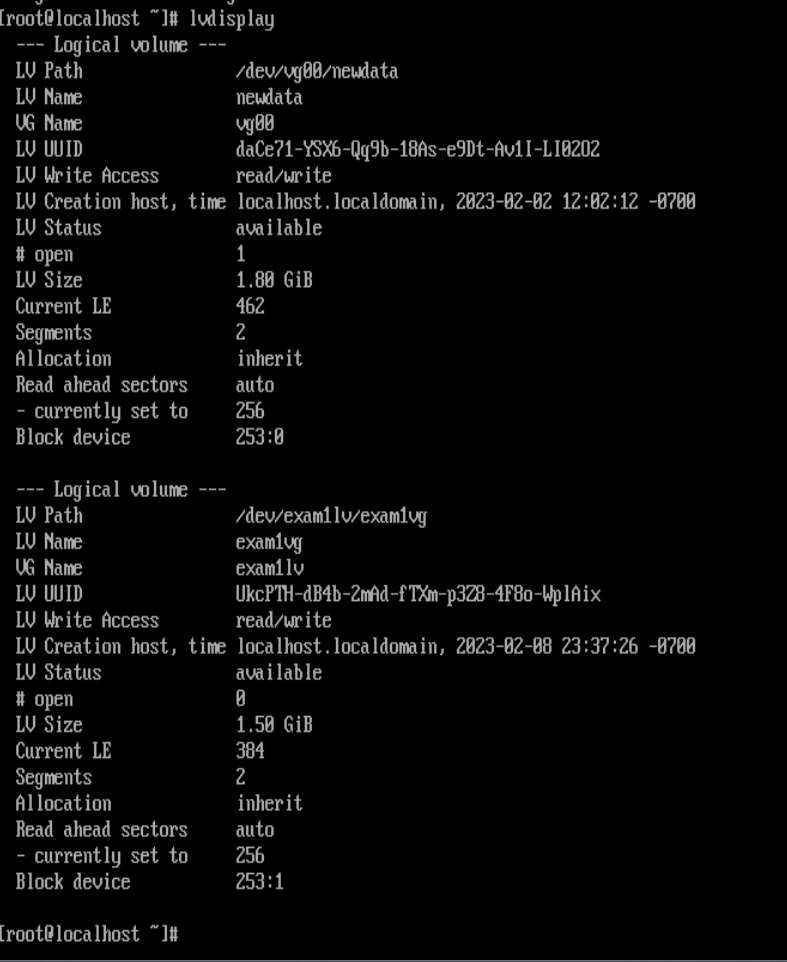 [root@localhost ~]# lvdisplay
--- Logical volume ---
LV Path /dev/vg00/newdata
LV Name newdata
VG Name vg00
LV UUID daCe71-YSX6-Qq9b-18As-e9Dt-Av1I-LI02O2
LV Write Access read/write
LV Creation host, time localhost.localdomain, 2023-02-02 12:02:12 -0700
LV Status available
# open 1
LV Size 1.80 GiB
Current LE 462
Segments 2
Allocation inherit
Read ahead sectors auto
- currently set to 256
Block device 253:0
--- Logical volume ---
LV Path /dev/exam1lv/exam1vg
LV Name exam1vg
VG Name exam1lv
LV UUID UkcPTH-dB4b-2mAd-fTXm-p3Z8-4F8o-WplAix
LV Write Access read/write
LV Creation host, time localhost.localdomain, 2023-02-08 23:37:26 -0700
LV Status available
# open 0
LV Size 1.50 GiB
Current LE 384
Segments 2
Allocation inherit
Read ahead sectors auto
- currently set to 256
Block device 253:1
[root@localhost ~]#